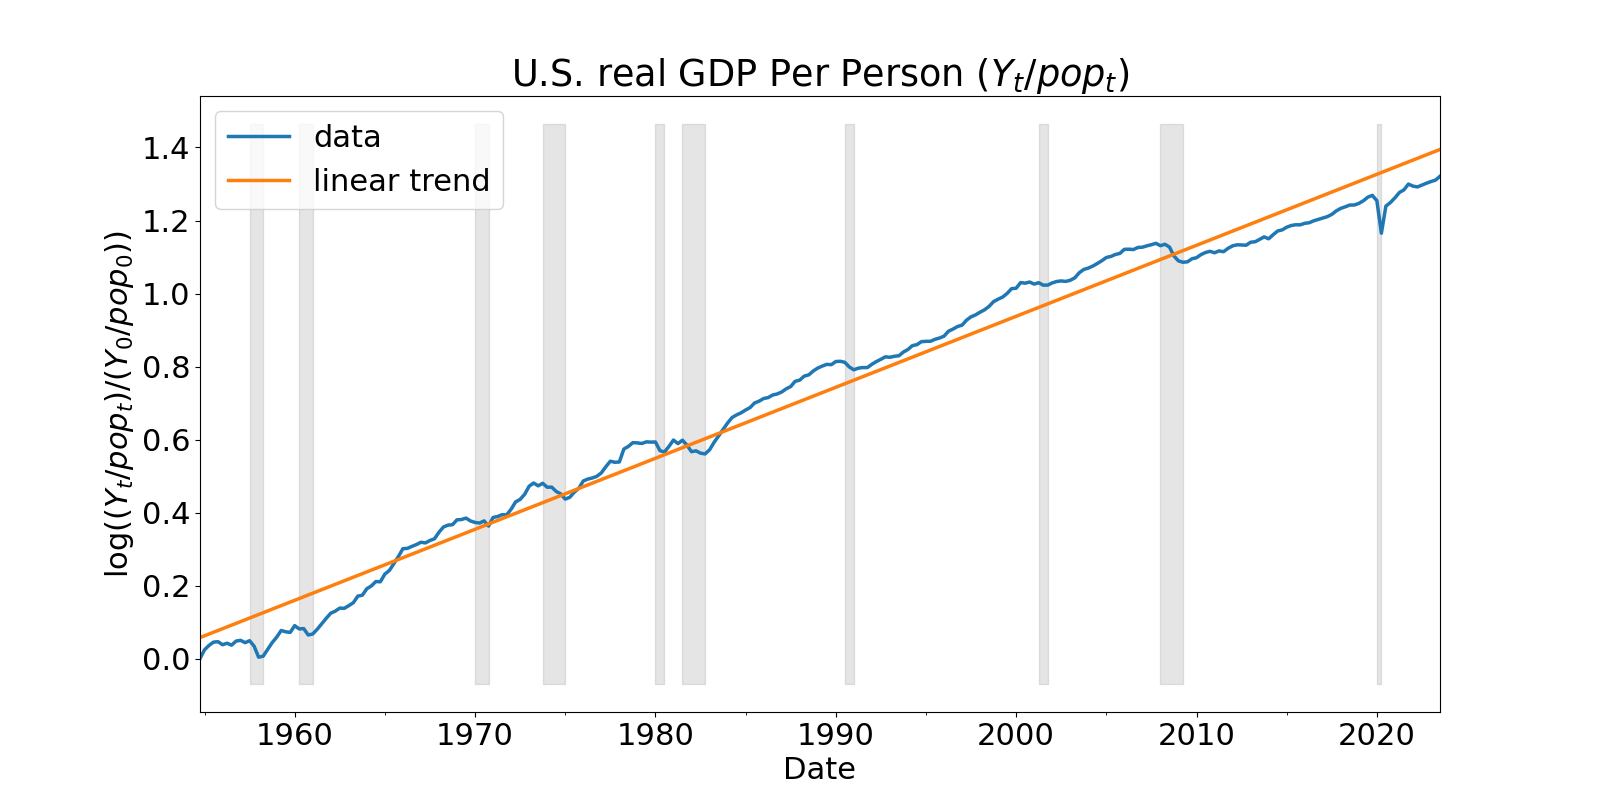 U.S. real GDP Per Person (Y_t/pop_t)
data
linear trend
log((Y_t/pop_t)/(Y_0/pop_0))
1.4
1.2
1.0
0.8
0.6
0.4
0.2
0.0
1960 1970 1980 1990 2000 2010 2020
Date